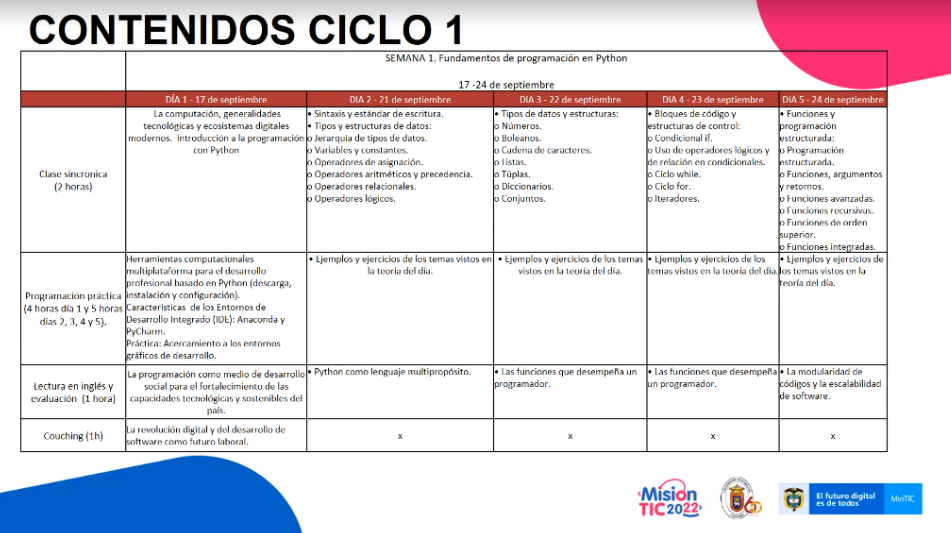 CONTENIDOS CICLO 1
SEMANA 1. Fundamentos de programación en Python
17 -24 de septiembre
DÍA 1 - 17 de septiembre
DIA 2 - 21 de septiembre
DIA 3 - 22 de septiembre
DIA 4 - 23 de septiembre
DIA 5 - 24 de septiembre
Clase sincronica
(2 horas)
La computación, generalidades
tecnológicas y ecosistemas digitales
modernos. Introducción a la programación
con Python
• Sintaxis y estándar de escritura.
• Tipos y estructuras de datos:
o Jerarquía de tipos de datos.
o Variables y constantes.
o Operadores de asignación.
o Operadores aritméticos y precedencia.
o Operadores relacionales.
o Operadores lógicos.
• Tipos de datos y estructuras:
o Números.
o Boleanos.
o Cadena de caracteres.
o Listas.
o Túplas.
o Diccionarios.
o Conjuntos.
• Bloques de código y
estructuras de control:
o Condicional if.
o Uso de operadores lógicos y
de relación en condicionales.
o Ciclo while.
o Ciclo for.
o Iteradores.
• Funciones y
programación
estructurada:
o Programación
estructurada.
o Funciones, argumentos
y retornos.
o Funciones avanzadas.
o Funciones recursivas.
o Funciones de orden
superior.
o Funciones integradas.
Programación práctica
(4 horas día 1 y 5 horas
días 2, 3, 4 y 5).
Herramientas computacionales
multiplataforma para el desarrollo
profesional basado en Python (descarga,
instalación y configuración).
Características de los Entornos de
Desarrollo Integrado (IDE): Anaconda y
PyCharm.
Práctica: Acercamiento a los entornos
gráficos de desarrollo.
• Ejemplos y ejercicios de los temas vistos en
la teoría del día.
• Ejemplos y ejercicios de los temas
vistos en la teoría del día.
• Ejemplos y ejercicios de los
temas vistos en la teoría del día.
• Ejemplos y ejercicios de
los temas vistos en la
teoría del día.
Lectura en inglés y
evaluación (1 hora)
La programación como medio de desarrollo
social para el fortalecimiento de las
capacidades tecnológicas y sostenibles del
país.
• Python como lenguaje multipropósito.
• Las funciones que desempeña un
programador.
• Las funciones que desempeña
un programador.
• La modularidad de
códigos y la escalabilidad
de software.
Couching (1h)
La revolución digital y del desarrollo de
software como futuro laboral.
x
x
x
x
Misión
TIC2022
60
El futuro digital
es de todos
MinTIC